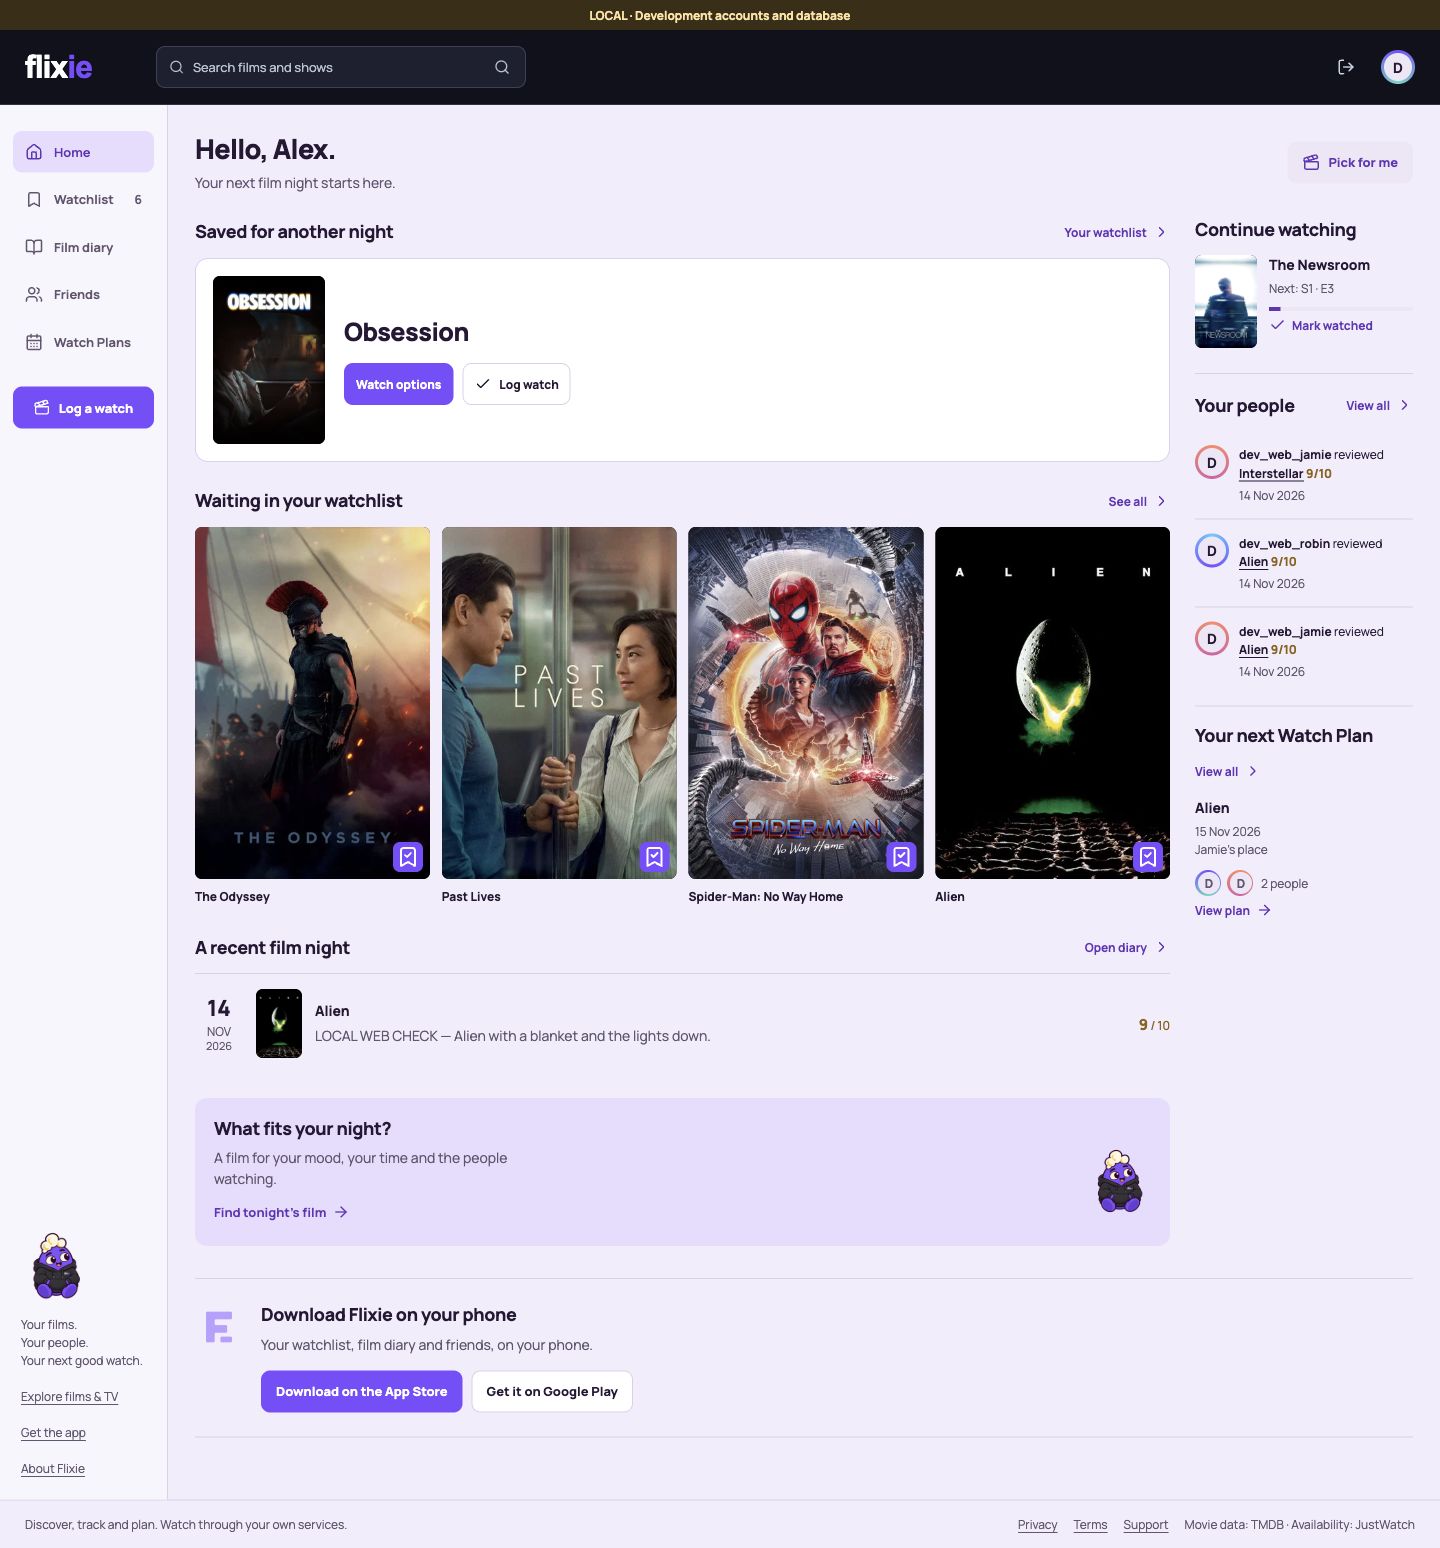 LOCAL · Development accounts and database
flixie
Search films and shows
D
Home
Watchlist 6
Film diary
Friends
Watch Plans
Log a watch
Hello, Alex.
Your next film night starts here.
Pick for me
Saved for another night
Your watchlist
OBSESSION
Obsession
Watch options
Log watch
Waiting in your watchlist
See all
THE ODYSSEY
PAST
LIVES
SPIDER-MAN
No Way Home
A L I E N
The Odyssey
Past Lives
Spider-Man: No Way Home
Alien
A recent film night
Open diary
14
NOV
2026
Alien
LOCAL WEB CHECK — Alien with a blanket and the lights down.
9 / 10
What fits your night?
A film for your mood, your time and the people
watching.
Find tonight's film
Continue watching
NEWSROOM
The Newsroom
Next: S1 · E3
Mark watched
Your people
View all
D
dev_web_jamie reviewed
Interstellar 9/10
14 Nov 2026
D
dev_web_robin reviewed
Alien 9/10
14 Nov 2026
D
dev_web_jamie reviewed
Alien 9/10
14 Nov 2026
Your next Watch Plan
View all
Alien
15 Nov 2026
Jamie's place
D D 2 people
View plan
Download Flixie on your phone
Your watchlist, film diary and friends, on your phone.
Download on the App Store
Get it on Google Play
Your films.
Your people.
Your next good watch.
Explore films & TV
Get the app
About Flixie
Discover, track and plan. Watch through your own services.
Privacy Terms Support Movie data: TMDB · Availability: JustWatch